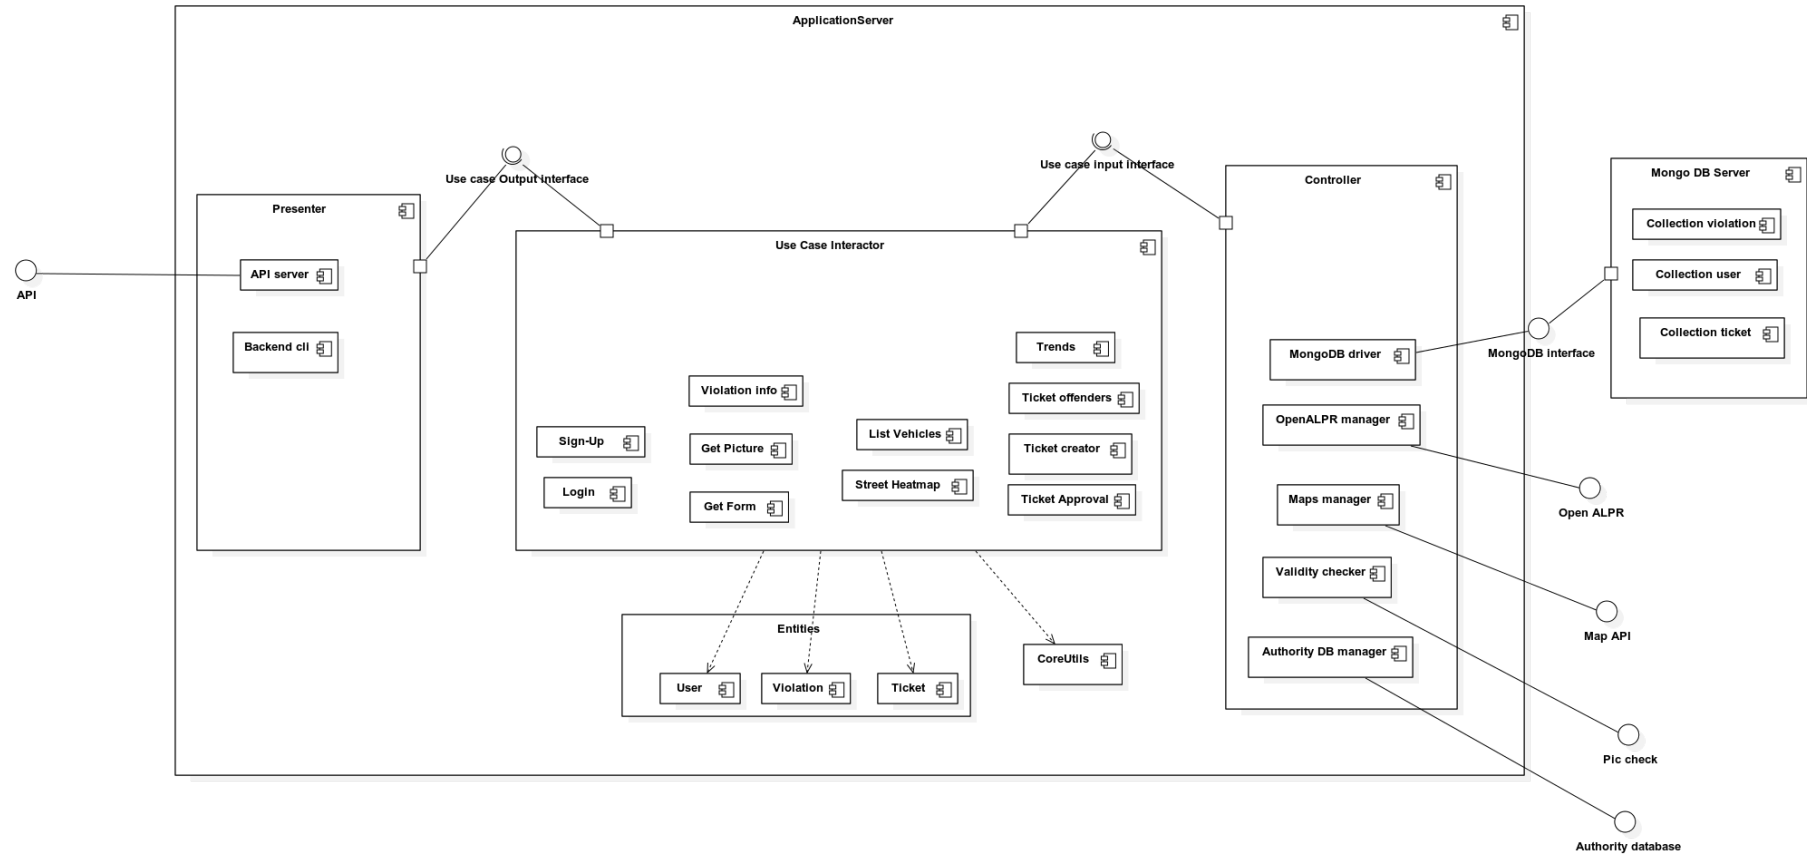 ApplicationServer
Use case Output interface
Use case input interface
Presenter
API server
Backend cli
API
Use Case Interactor
Trends
Violation info
Ticket offenders
Sign-Up
Get Picture
List Vehicles
Ticket creator
Login
Get Form
Street Heatmap
Ticket Approval
Entities
User
Violation
Ticket
CoreUtils
Controller
MongoDB driver
OpenALPR manager
Maps manager
Validity checker
Authority DB manager
Mongo DB Server
Collection violation
Collection user
Collection ticket
MongoDB interface
Open ALPR
Map API
Pic check
Authority database